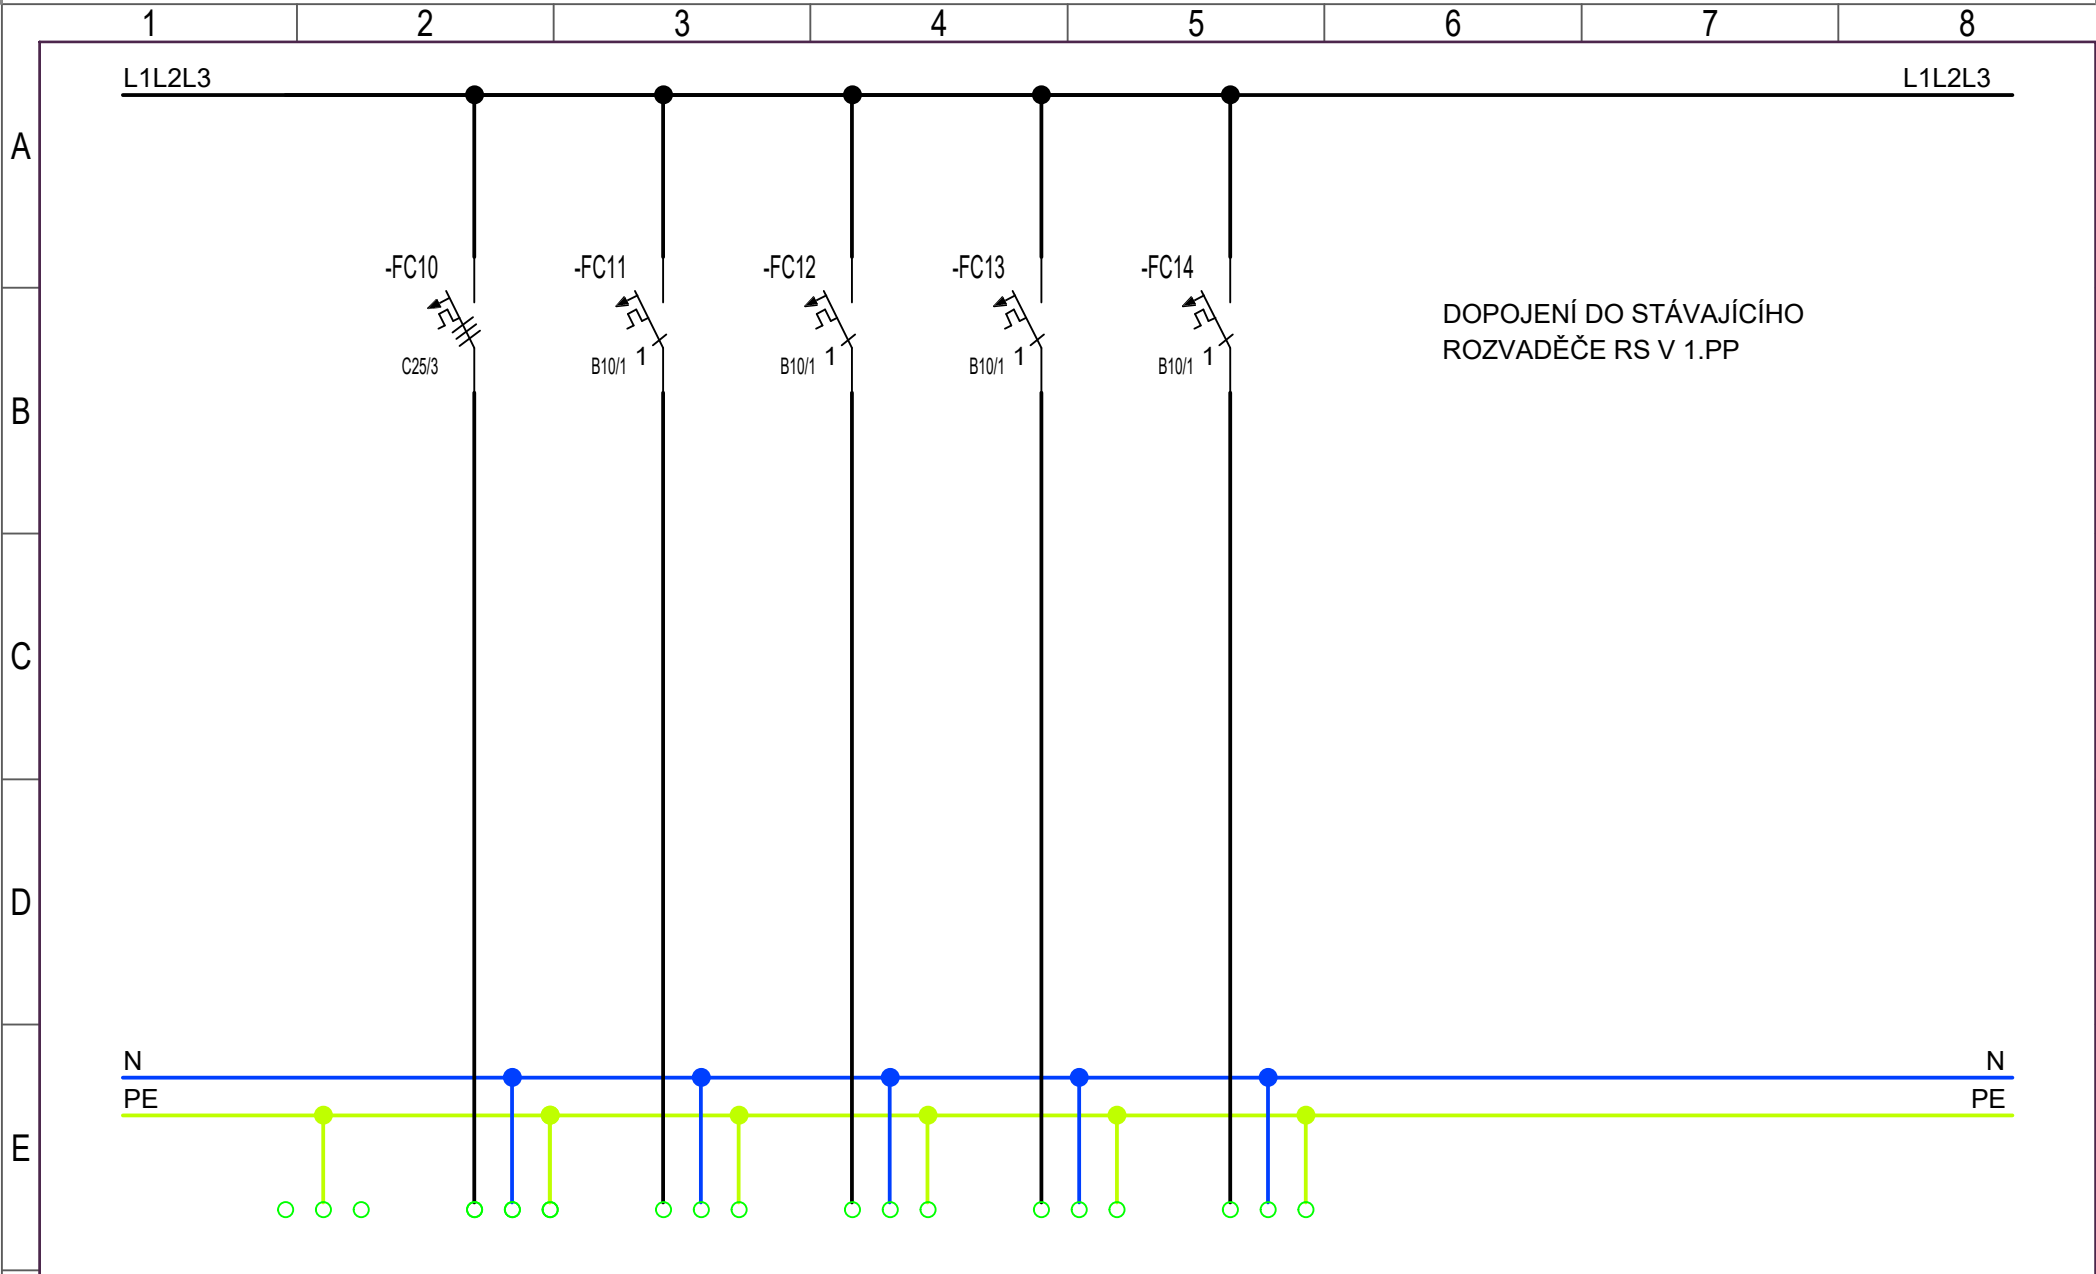 1 2 3 4 5 6 7 8
L1L2L3 L1L2L3
A
-FC10 -FC11 -FC12 -FC13 -FC14
DOPOJENÍ DO STÁVAJÍCÍHO
ROZVADĚČE RS V 1.PP
1 1 1 1
C25/3 B10/1 B10/1 B10/1 B10/1
B
C
D
N N
PE PE
E